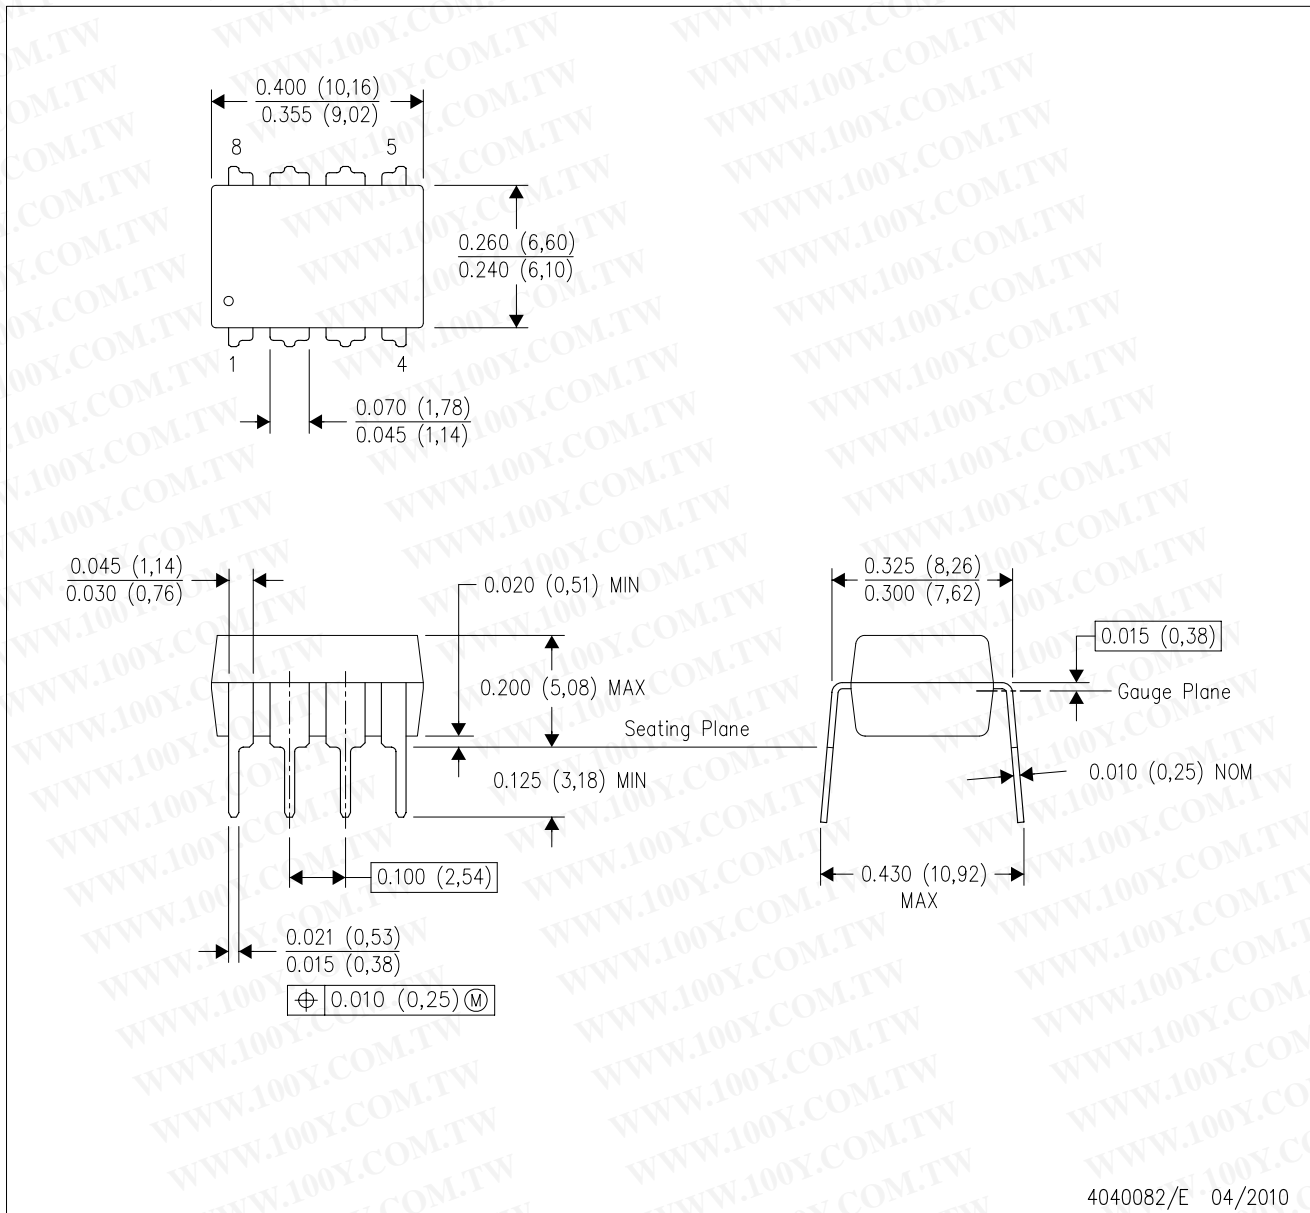 0.400 (10,16)
0.355 (9,02)
8
5
0.260 (6,60)
0.240 (6,10)
1
4
0.070 (1,78)
0.045 (1,14)
0.045 (1,14)
0.030 (0,76)
0.020 (0,51) MIN
0.325 (8,26)
0.300 (7,62)
0.015 (0,38)
0.200 (5,08) MAX
Gauge Plane
Seating Plane
0.125 (3,18) MIN
0.010 (0,25) NOM
0.100 (2,54)
0.430 (10,92)
MAX
0.021 (0,53)
0.015 (0,38)
⌖ 0.010 (0,25) Ⓜ
4040082/E 04/2010
WWW.100Y.COM.TW